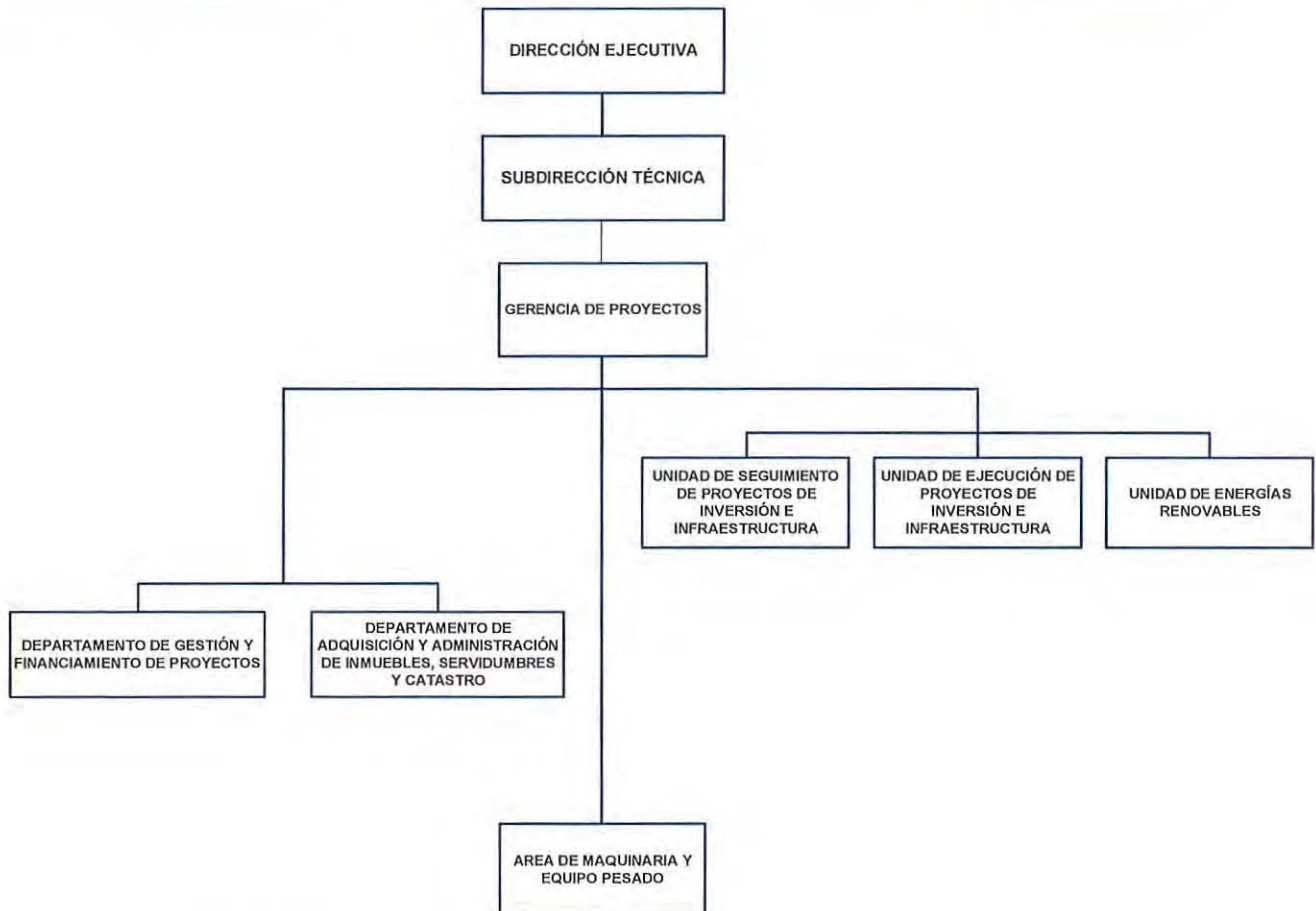 DIRECCIÓN EJECUTIVA
SUBDIRECCIÓN TÉCNICA
GERENCIA DE PROYECTOS
UNIDAD DE SEGUIMIENTO
DE PROYECTOS DE
INVERSIÓN E
INFRAESTRUCTURA
UNIDAD DE EJECUCIÓN DE
PROYECTOS DE
INVERSIÓN E
INFRAESTRUCTURA
UNIDAD DE ENERGÍAS
RENOVABLES
DEPARTAMENTO DE GESTIÓN Y
FINANCIAMIENTO DE PROYECTOS
DEPARTAMENTO DE
ADQUISICIÓN Y ADMINISTRACIÓN
DE INMUEBLES, SERVIDUMBRES
Y CATASTRO
AREA DE MAQUINARIA Y
EQUIPO PESADO